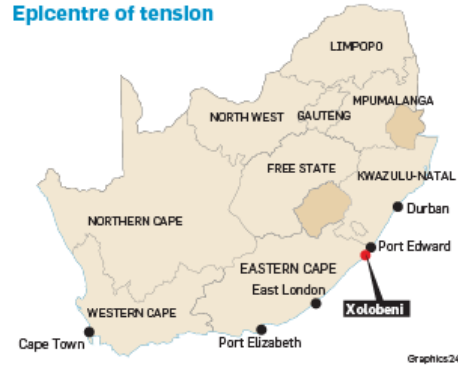 Epicentre of tension
LIMPOPO
MPUMALANGA
NORTH WEST
GAUTENG
FREE STATE
KWAZULU-NATAL
Durban
NORTHERN CAPE
Port Edward
EASTERN CAPE
East London
Xolobeni
WESTERN CAPE
Cape Town
Port Elizabeth
Graphics24